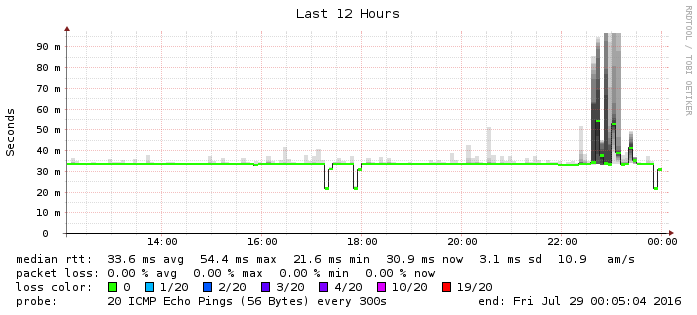 Last 12 Hours
RRDTOOL / TOBI OETIKER
Seconds
90 m
80 m
70 m
60 m
50 m
40 m
30 m
20 m
10 m
0
14:00 16:00 18:00 20:00 22:00 00:00
median rtt: 33.6 ms avg 54.4 ms max 21.6 ms min 30.9 ms now 3.1 ms sd 10.9 am/s
packet loss: 0.00 % avg 0.00 % max 0.00 % min 0.00 % now
loss color: 0 1/20 2/20 3/20 4/20 10/20 19/20
probe: 20 ICMP Echo Pings (56 Bytes) every 300s end: Fri Jul 29 00:05:04 2016